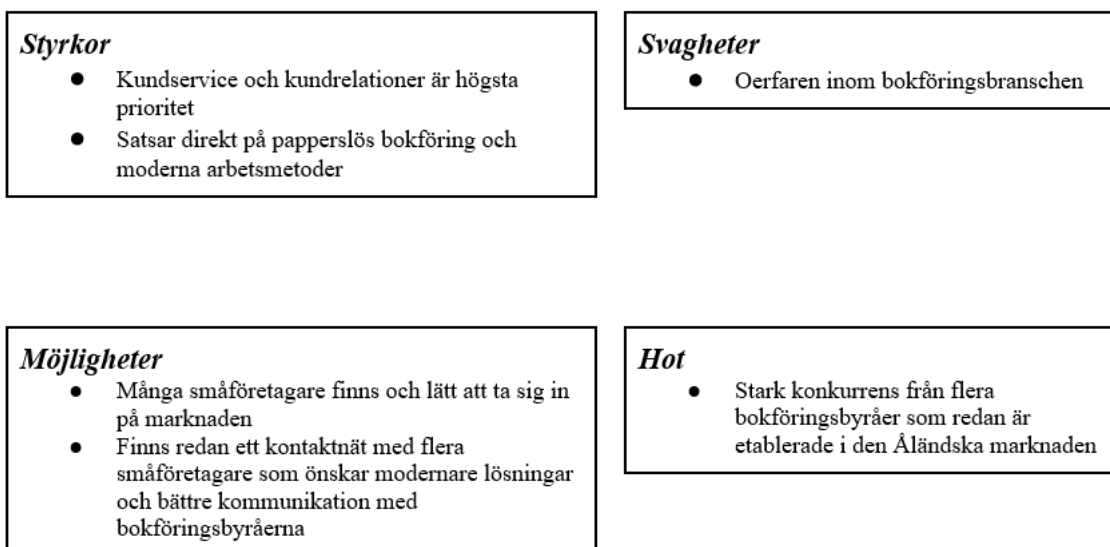 Styrkor
● Kundservice och kundrelationer är högsta
prioritet
● Satsar direkt på papperslös bokföring och
moderna arbetsmetoder
Svagheter
● Oerfaren inom bokföringsbranschen
Möjligheter
● Många småföretagare finns och lätt att ta sig in
på marknaden
● Finns redan ett kontaktnät med flera
småföretagare som önskar modernare lösningar
och bättre kommunikation med
bokföringsbyråerna
Hot
● Stark konkurrens från flera
bokföringsbyråer som redan är
etablerade i den Åländska marknaden